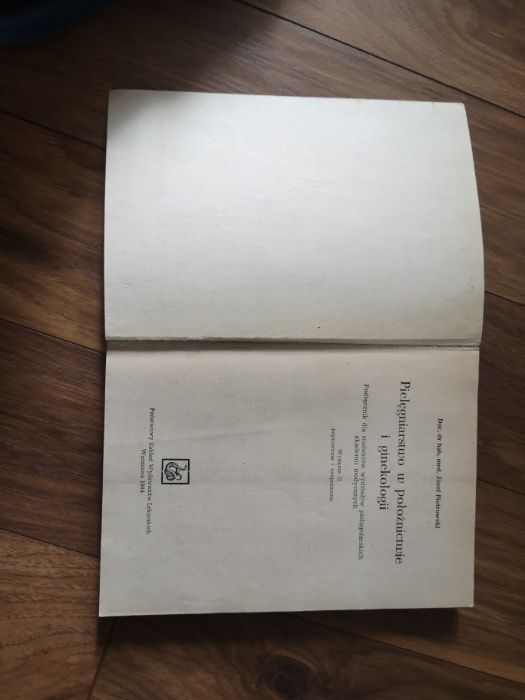 Doc. dr hab. med. Józef Piotrowski
Pielęgniarstwo w położnictwie
i ginekologii
Podręcznik dla studentów wydziałów pielęgniarskich
akademii medycznych
Wydanie II
poprawione i uzupełnione
Państwowy Zakład Wydawnictw Lekarskich
Warszawa 1984